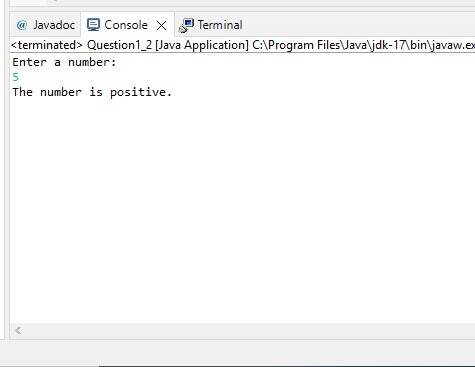 @ Javadoc Console Terminal
<terminated> Question1_2 [Java Application] C:\Program Files\Java\jdk-17\bin\javaw.ex
Enter a number:
5
The number is positive.